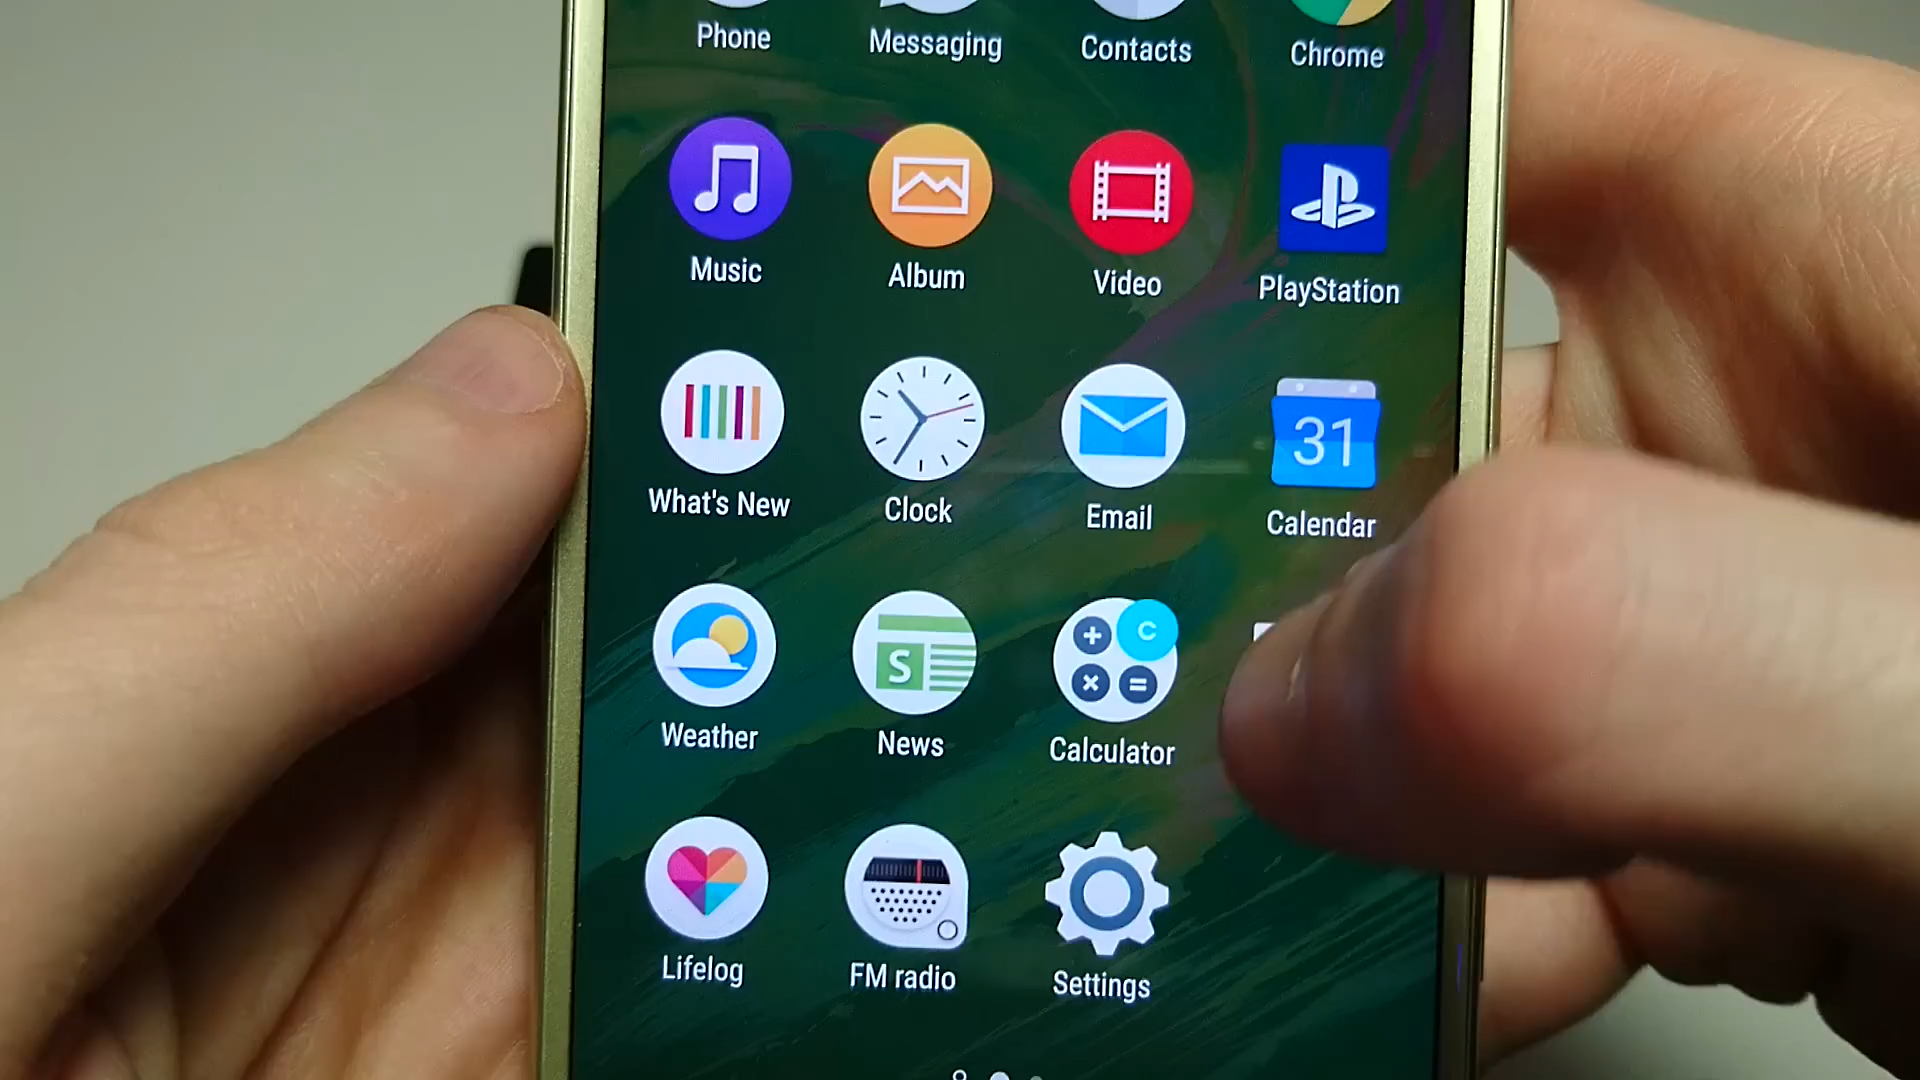 Phone Messaging Contacts Chrome
Music Album Video PlayStation
31
What's New Clock Email Calendar
S C
Weather News Calculator
Lifelog FM radio Settings